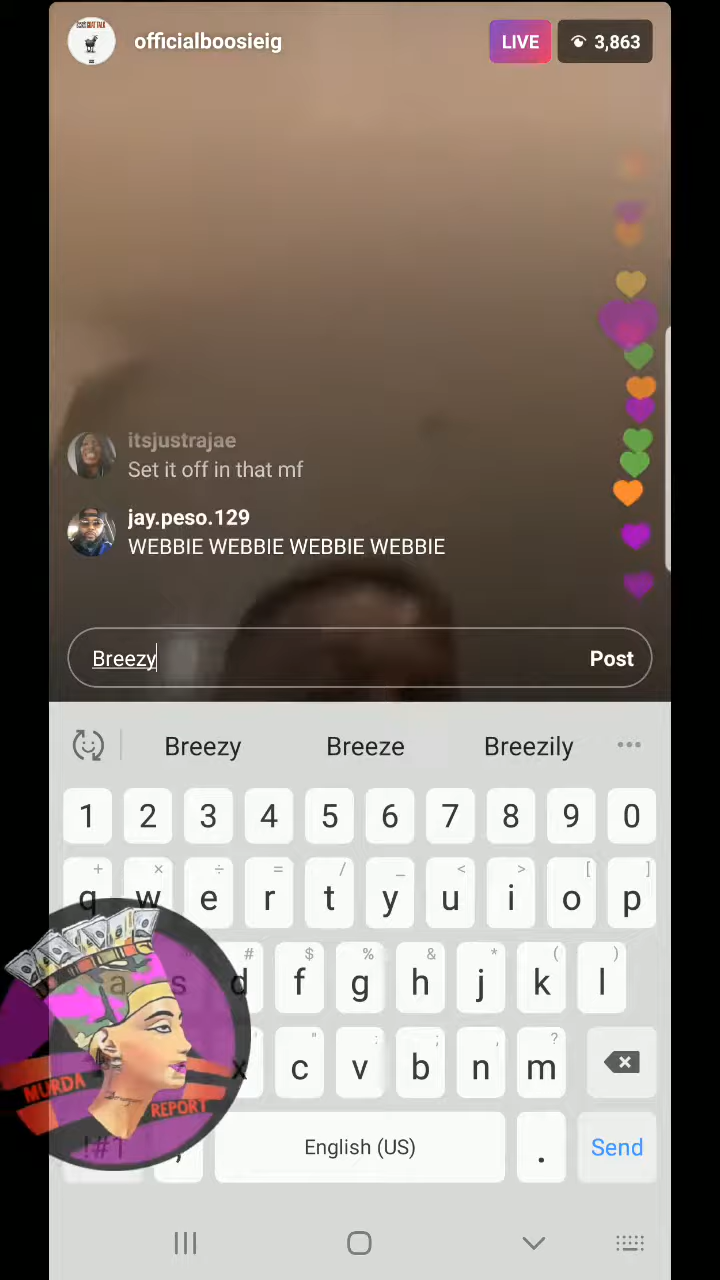 officialboosieig
LIVE
3,863
itsjustrajae
Set it off in that mf
jay.peso.129
WEBBIE WEBBIE WEBBIE WEBBIE
Breezy
Post
Breezy Breeze Breezily
1 2 3 4 5 6 7 8 9 0
+ × ÷ = / _ < > [ ]
q w e r t y u i o p
# $ % & * ( )
a s d f g h j k l
" : ; , ?
x c v b n m
MURDA
REPORT
!#1 , English (US) . Send